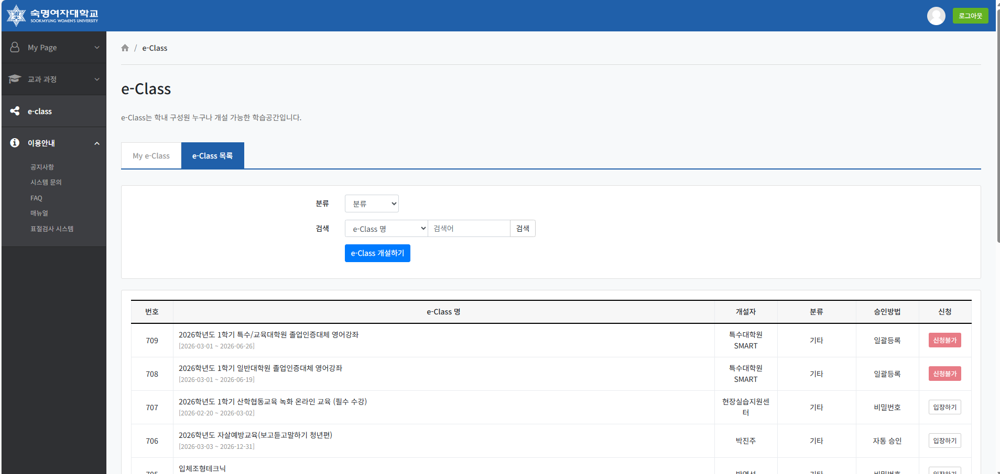 숙명여자대학교
SOOKMYUNG WOMEN'S UNIVERSITY
로그아웃
My Page
교과 과정
e-class
이용안내
공지사항
시스템 문의
FAQ
매뉴얼
표절검사 시스템
/ e-Class
e-Class
e-Class는 학내 구성원 누구나 개설 가능한 학습공간입니다.
My e-Class
e-Class 목록
분류
분류
검색
e-Class 명
검색어
검색
e-Class 개설하기
번호 e-Class 명 개설자 분류 승인방법 신청
709
2026학년도 1학기 특수/교육대학원 졸업인증대체 영어강좌
[2026-03-01 ~ 2026-06-26]
특수대학원
SMART
기타
일괄등록
신청불가
708
2026학년도 1학기 일반대학원 졸업인증대체 영어강좌
[2026-03-01 ~ 2026-06-19]
특수대학원
SMART
기타
일괄등록
신청불가
707
2026학년도 1학기 산학협동교육 녹화 온라인 교육 (필수 수강)
[2026-02-20 ~ 2026-03-02]
현장실습지원센
터
기타
비밀번호
입장하기
706
2026학년도 자살예방교육(보고듣고말하기 청년편)
[2026-03-03 ~ 2026-12-31]
박진주
기타
자동 승인
입장하기
705
입체조형테크닉
기타
비밀번호
입장하기